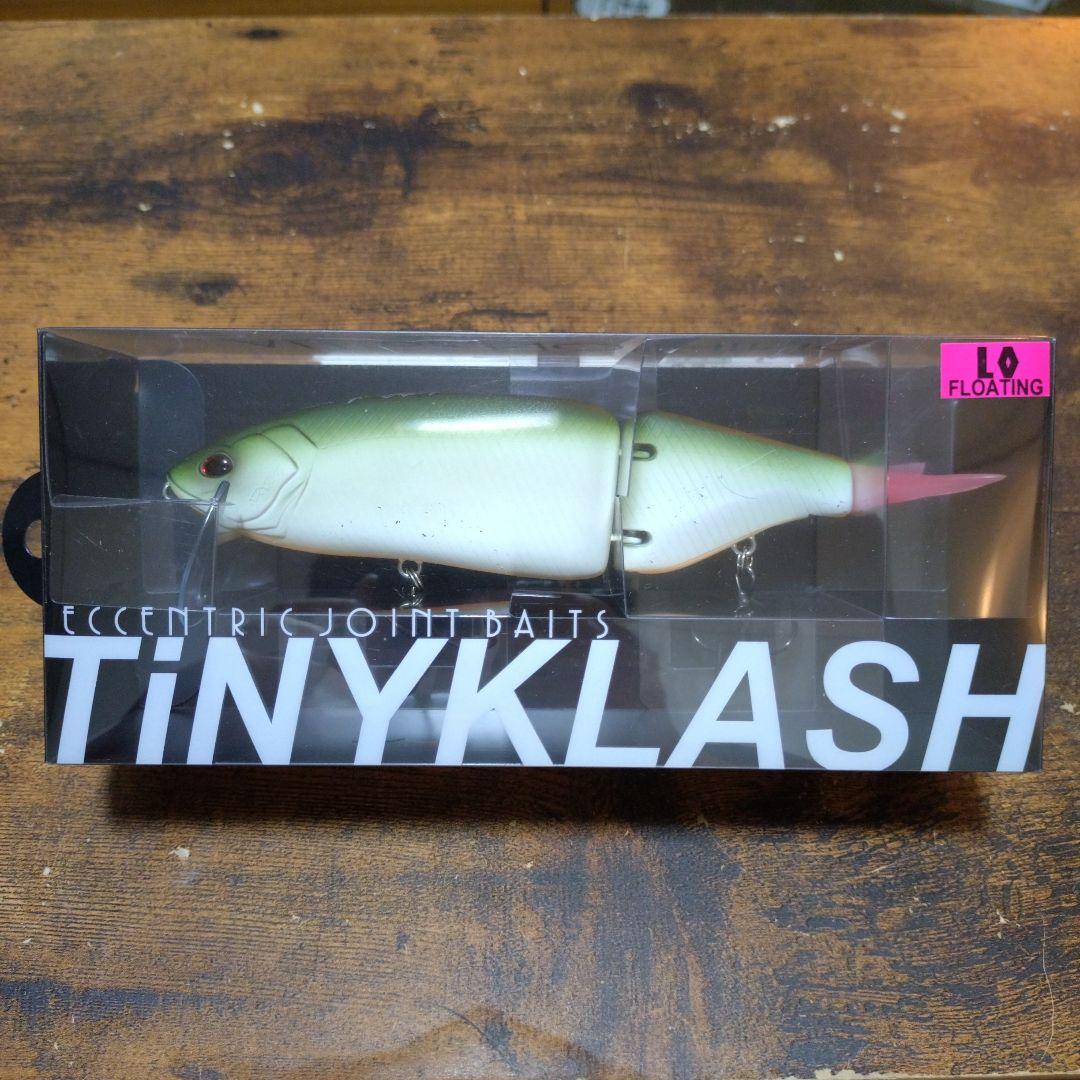 LO
FLOATING
ECCENTRIC JOINT BAITS
TiNYKLASH